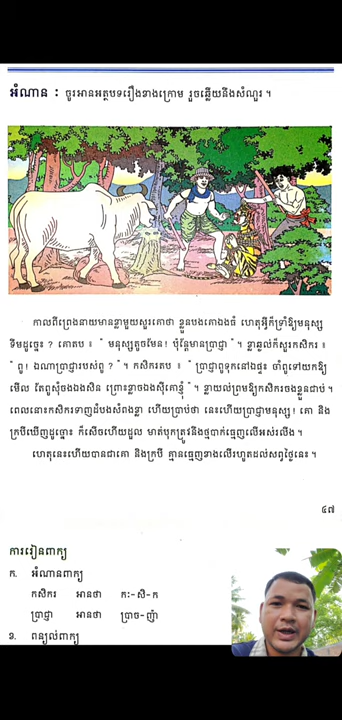 អំណាន : ចូរអានអត្ថបទរឿងខាងក្រោម រួចឆ្លើយនឹងសំណួរ ។
កាលពីព្រេងនាយមានខ្លាមួយសួរគោថា ខ្លួនបងគោឯងធំ ហេតុអ្វីក៏ទ្រាំឱ្យមនុស្ស
ទឹមដូច្នេះ ? គោតប ៖ " មនុស្សតូចមែន! ប៉ុន្តែមានប្រាជ្ញា " ។ ខ្លាឆ្ងល់ក៏សួរកសិករ ៖
" ពូ! ឯណាប្រាជ្ញារបស់ពូ ? " ។ កសិករតប ៖ " ប្រាជ្ញាពូទុកនៅឯផ្ទះ ចាំពូទៅយកឱ្យ
មើល តែពូសុំចងឯងសិន ព្រោះខ្លាចឯងស៊ីគោខ្ញុំ " ។ ខ្លាយល់ព្រមឱ្យកសិករចងខ្លួនជាប់ ។
ពេលនោះកសិករទាញដំបងសំពងខ្លា ហើយប្រាប់ថា នេះហើយប្រាជ្ញាមនុស្ស! គោ និង
ក្របីឃើញដូច្នោះ ក៏សើចហើយដួល មាត់បុកត្រូវនឹងថ្មបាក់ធ្មេញលើអស់រលីង ។
ហេតុនេះហើយបានជាគោ និងក្របី គ្មានធ្មេញខាងលើរហូតដល់សព្វថ្ងៃនេះ ។
៤៧
ការរៀនពាក្យ
ក. អំណានពាក្យ
កសិករ អានថា កៈ-សិ-ក
ប្រាជ្ញា អានថា ប្រាច-ញ៉ា
ខ. ពន្យល់ពាក្យ